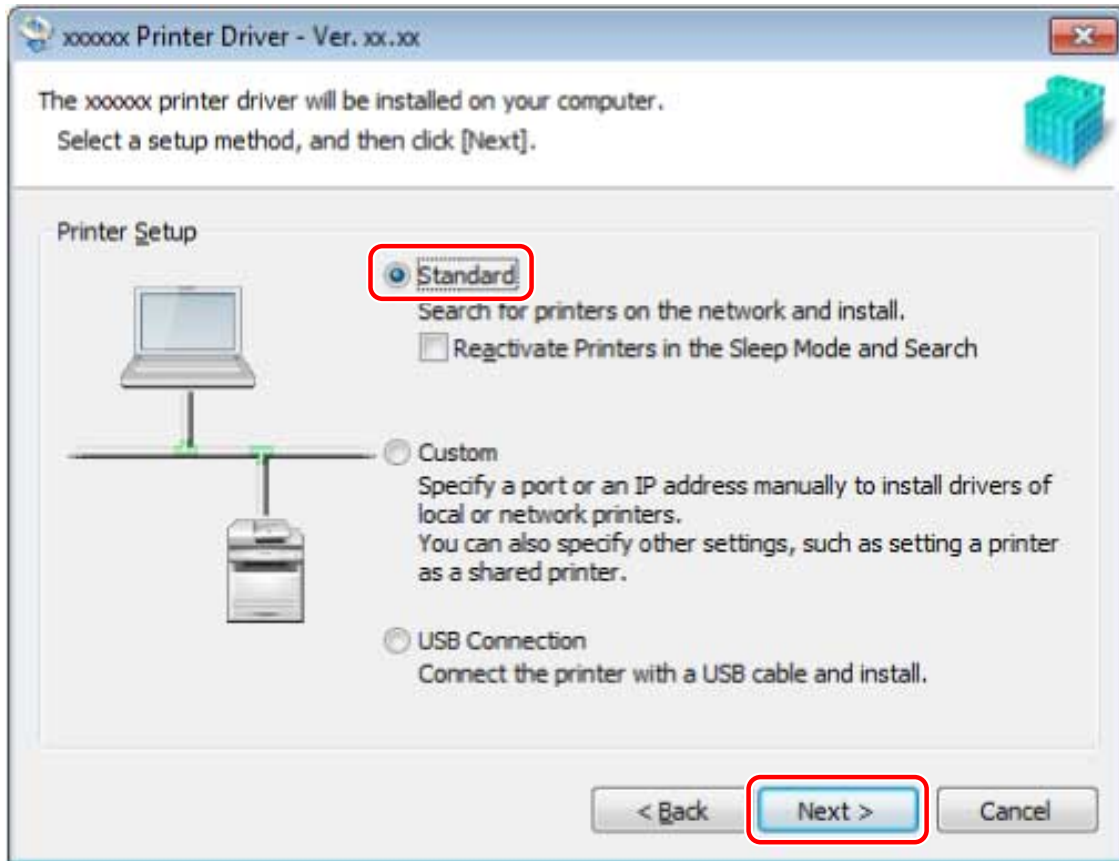 xxxxxx Printer Driver - Ver. xx.xx
The xxxxxx printer driver will be installed on your computer.
Select a setup method, and then click [Next].
Printer Setup
Standard
Search for printers on the network and install.
Reactivate Printers in the Sleep Mode and Search
Custom
Specify a port or an IP address manually to install drivers of
local or network printers.
You can also specify other settings, such as setting a printer
as a shared printer.
USB Connection
Connect the printer with a USB cable and install.
< Back
Next >
Cancel